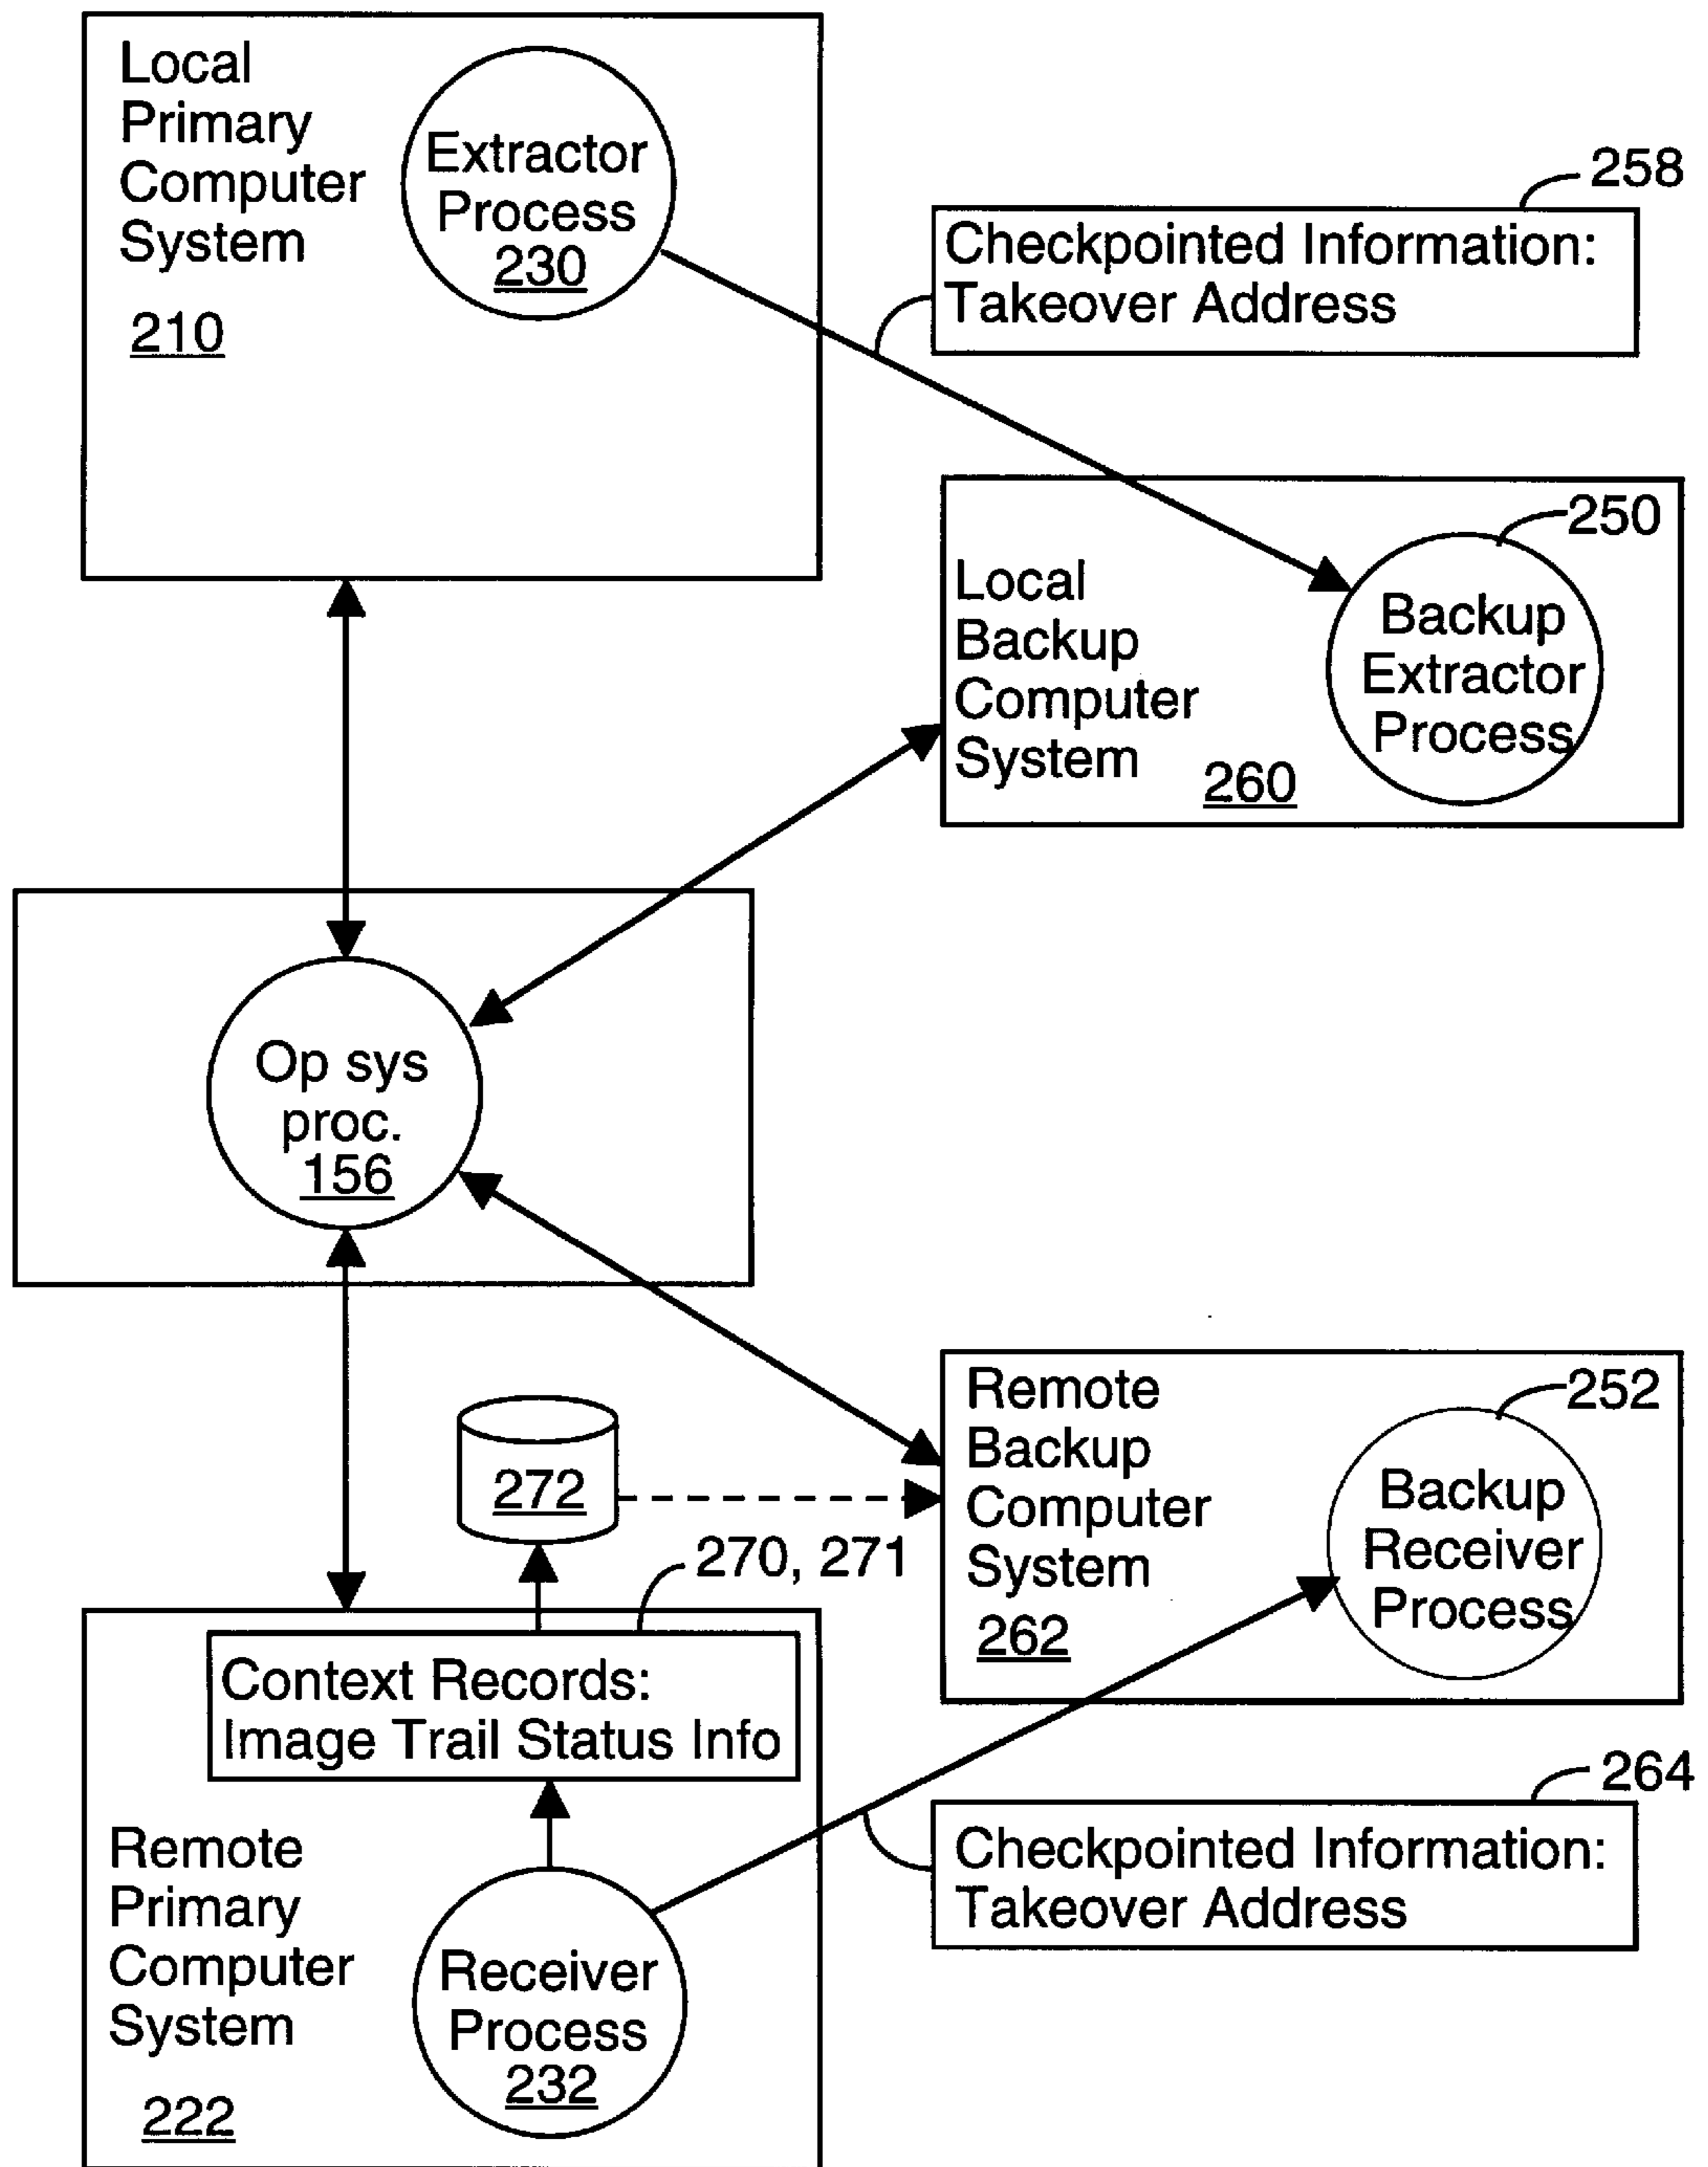 Local
Primary
Computer
System
210
Extractor
Process
230
258
Checkpointed Information:
Takeover Address
250
Local
Backup
Computer
System
260
Backup
Extractor
Process
Op sys
proc.
156
272
270, 271
252
Remote
Backup
Computer
System
262
Backup
Receiver
Process
Context Records:
Image Trail Status Info
264
Checkpointed Information:
Takeover Address
Remote
Primary
Computer
System
222
Receiver
Process
232